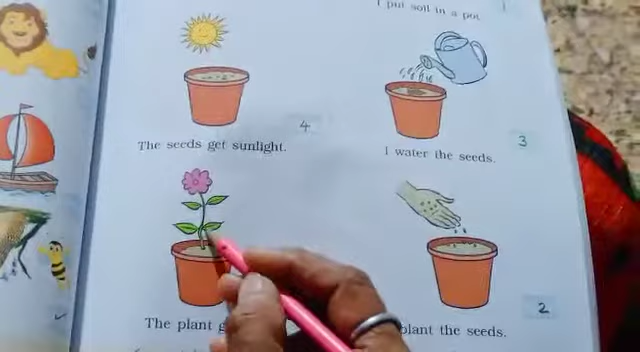 I put soil in a pot.
1
4
3
The seeds get sunlight.
I water the seeds.
2
The plant
plant the seeds.